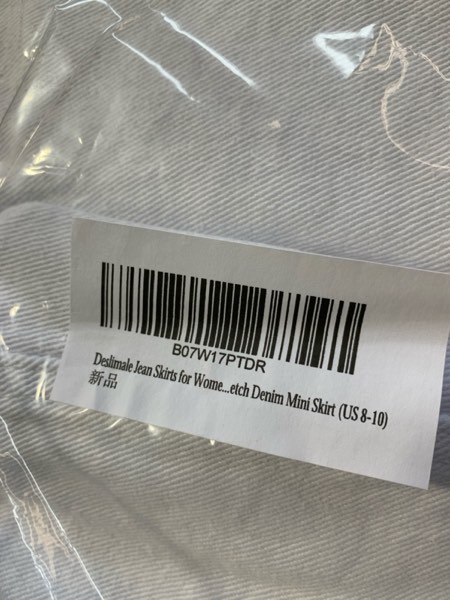 B07W17PTDR
Deslimale Jean Skirts for Wome...etch Denim Mini Skirt (US 8-10)
新品